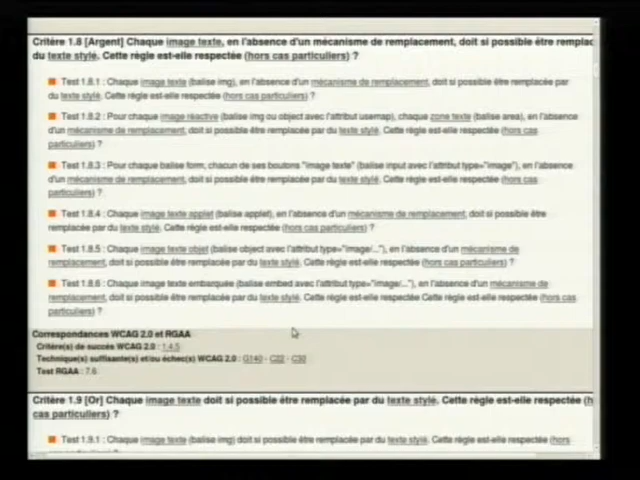 Critère 1.8 [Argent] Chaque image texte, en l'absence d'un mécanisme de remplacement, doit si possible être remplac
du texte stylé. Cette règle est-elle respectée (hors cas particuliers) ?
Test 1.8.1 : Chaque image texte (balise img), en l'absence d'un mécanisme de remplacement, doit si possible être remplacée par
du texte stylé. Cette règle est-elle respectée (hors cas particuliers) ?
Test 1.8.2 : Pour chaque image réactive (balise img ou object avec l'attribut usemap), chaque zone texte (balise area), en l'absence
d'un mécanisme de remplacement, doit si possible être remplacée par du texte stylé. Cette règle est-elle respectée (hors cas
particuliers) ?
Test 1.8.3 : Pour chaque balise form, chacun de ses boutons "image texte" (balise input avec l'attribut type="image"), en l'absence
d'un mécanisme de remplacement, doit si possible être remplacée par du texte stylé. Cette règle est-elle respectée (hors cas
particuliers) ?
Test 1.8.4 : Chaque image texte applet (balise applet), en l'absence d'un mécanisme de remplacement, doit si possible être
remplacée par du texte stylé. Cette règle est-elle respectée (hors cas particuliers) ?
Test 1.8.5 : Chaque image texte objet (balise object avec l'attribut type="image/..."), en l'absence d'un mécanisme de
remplacement, doit si possible être remplacée par du texte stylé. Cette règle est-elle respectée (hors cas particuliers) ?
Test 1.8.6 : Chaque image texte embarquée (balise embed avec l'attribut type="image/..."), en l'absence d'un mécanisme de
remplacement, doit si possible être remplacée par du texte stylé. Cette règle est-elle respectée Cette règle est-elle respectée (hors cas
particuliers) ?
Correspondances WCAG 2.0 et RGAA
Critère(s) de succès WCAG 2.0 : 1.4.5
Technique(s) suffisante(s) et/ou échec(s) WCAG 2.0 : G140 - C22 - C30
Test RGAA : 7.6
Critère 1.9 [Or] Chaque image texte doit si possible être remplacée par du texte stylé. Cette règle est-elle respectée (h
cas particuliers) ?
Test 1.9.1 : Chaque image texte (balise img) doit si possible être remplacée par du texte stylé. Cette règle est-elle respectée (hors